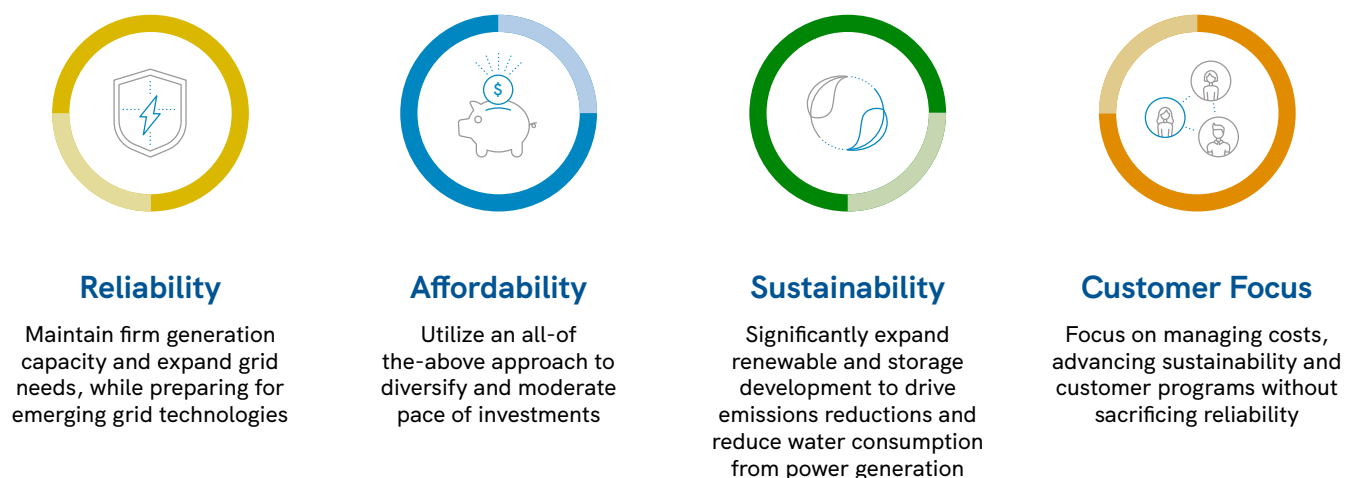 $
Reliability
Maintain firm generation
capacity and expand grid
needs, while preparing for
emerging grid technologies
Affordability
Utilize an all-of
the-above approach to
diversify and moderate
pace of investments
Sustainability
Significantly expand
renewable and storage
development to drive
emissions reductions and
reduce water consumption
from power generation
Customer Focus
Focus on managing costs,
advancing sustainability and
customer programs without
sacrificing reliability